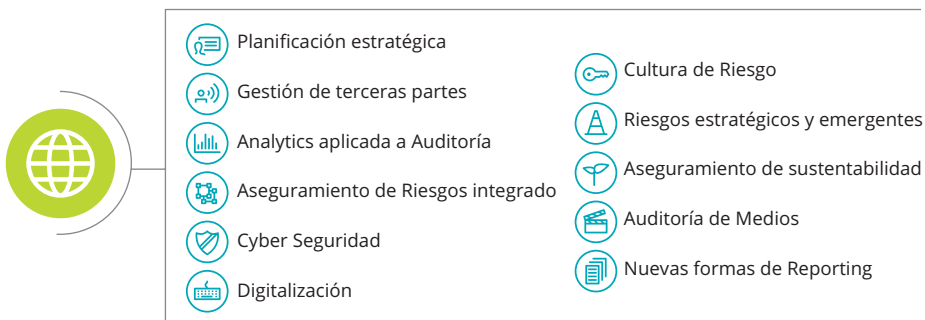 Planificación estratégica
Gestión de terceras partes
Analytics aplicada a Auditoría
Aseguramiento de Riesgos integrado
Cyber Seguridad
Digitalización
Cultura de Riesgo
Riesgos estratégicos y emergentes
Aseguramiento de sustentabilidad
Auditoría de Medios
Nuevas formas de Reporting